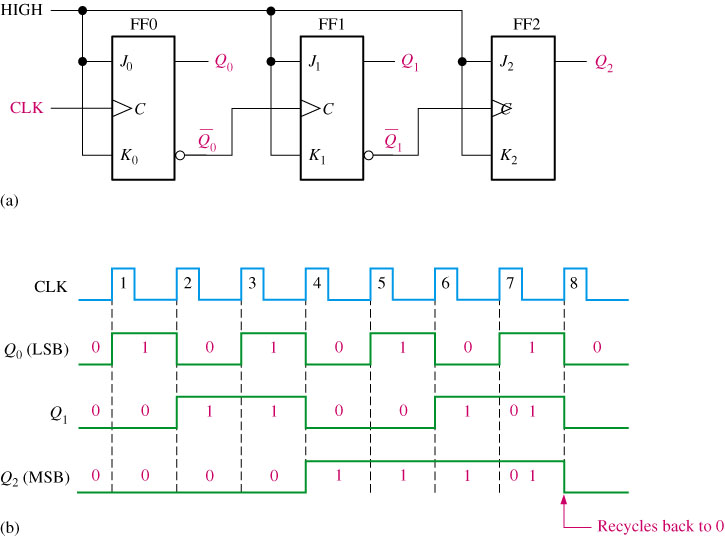 HIGH
FF0 FF1 FF2
J0 Q0 J1 Q1 J2 Q2
CLK C C C
Q̅0 Q̅1
K0 K1 K2
(a)
CLK 1 2 3 4 5 6 7 8
Q0 (LSB) 0 1 0 1 0 1 0 1 0
Q1 0 0 1 1 0 0 1 0 1
Q2 (MSB) 0 0 0 0 1 1 1 0 1
(b)
Recycles back to 0